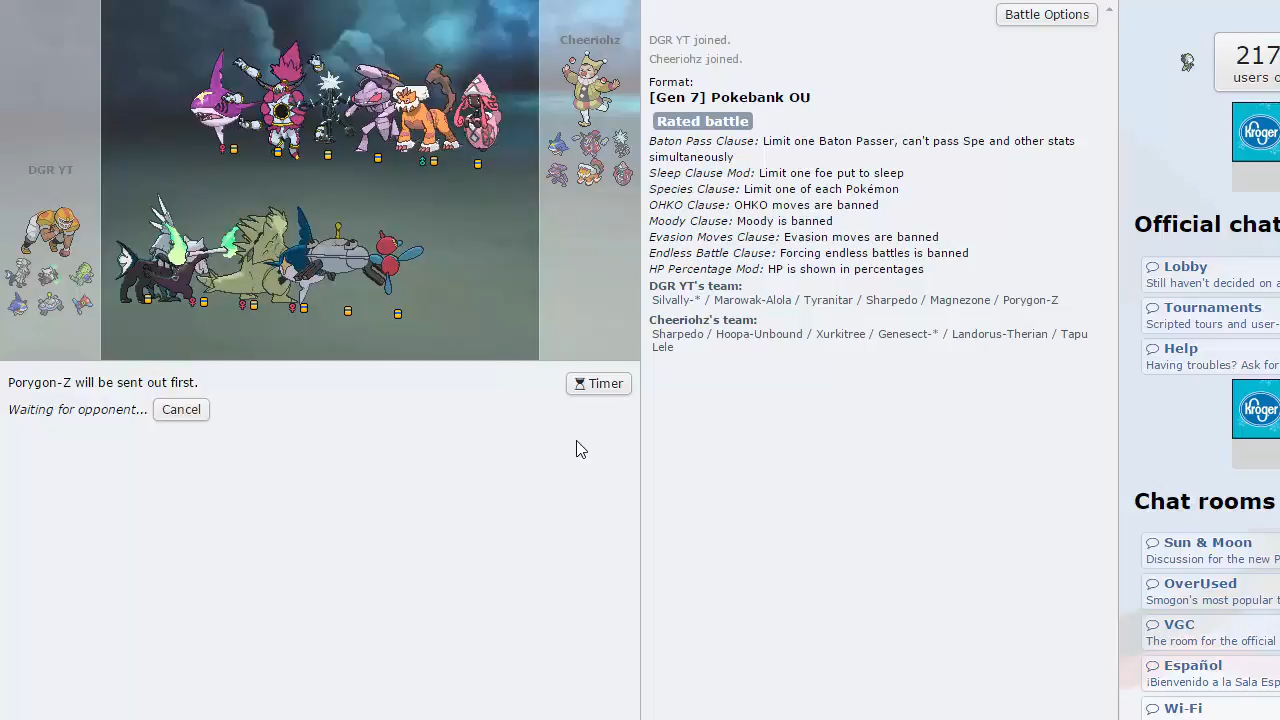 DGR YT
Cheeriohz
Porygon-Z will be sent out first.
Timer
Waiting for opponent... Cancel
Battle Options
DGR YT joined.
Cheeriohz joined.
Format:
[Gen 7] Pokebank OU
Rated battle
Baton Pass Clause: Limit one Baton Passer, can't pass Spe and other stats
simultaneously
Sleep Clause Mod: Limit one foe put to sleep
Species Clause: Limit one of each Pokémon
OHKO Clause: OHKO moves are banned
Moody Clause: Moody is banned
Evasion Moves Clause: Evasion moves are banned
Endless Battle Clause: Forcing endless battles is banned
HP Percentage Mod: HP is shown in percentages
DGR YT's team:
Silvally-* / Marowak-Alola / Tyranitar / Sharpedo / Magnezone / Porygon-Z
Cheeriohz's team:
Sharpedo / Hoopa-Unbound / Xurkitree / Genesect-* / Landorus-Therian / Tapu
Lele
217
users o
Kroger
Official chat
Lobby
Still haven't decided on a
Tournaments
Scripted tours and user-
Help
Having troubles? Ask for
Kroger
Chat rooms
Sun & Moon
Discussion for the new P
OverUsed
Smogon's most popular t
VGC
The room for the official
Español
¡Bienvenido a la Sala Esp
Wi-Fi